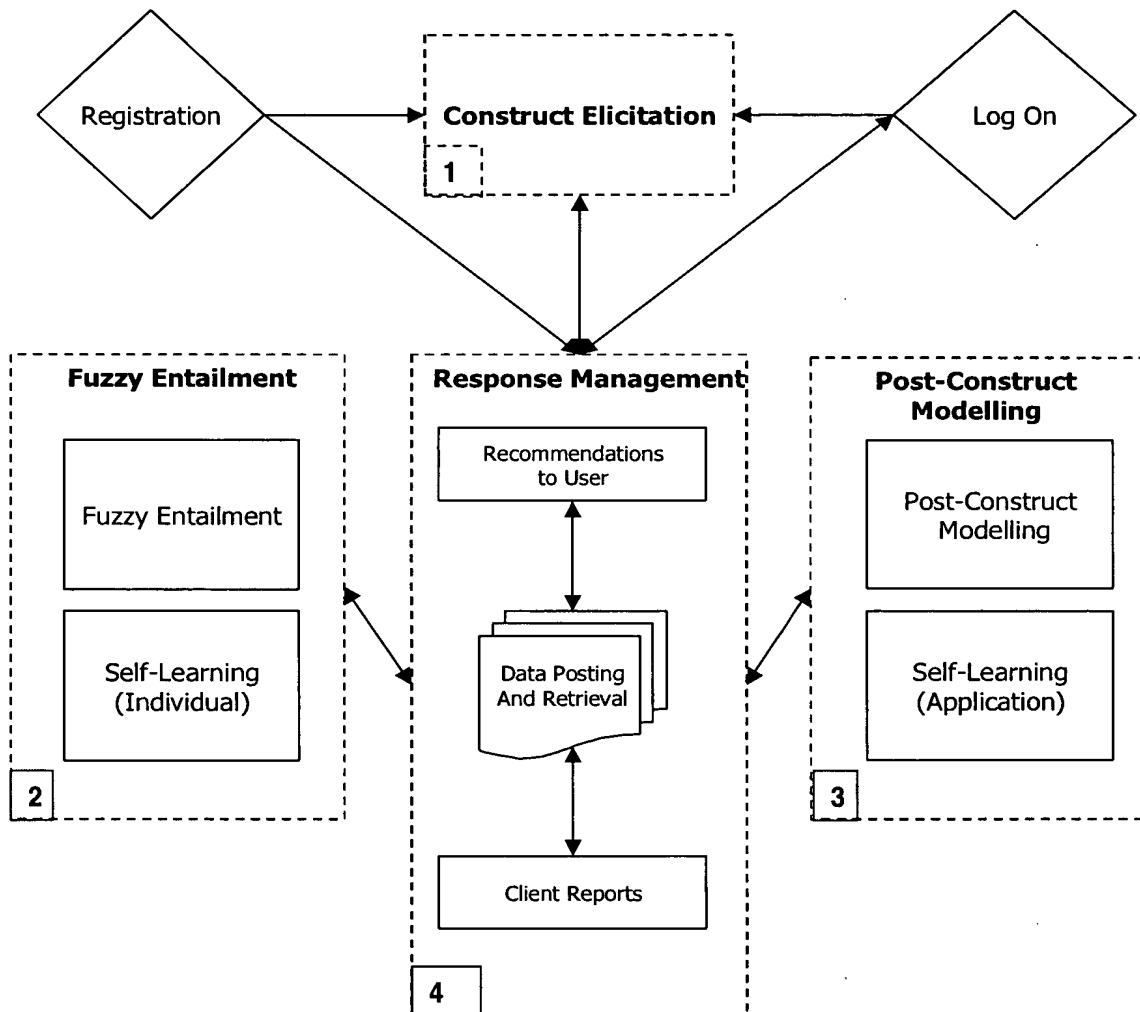 Registration
Construct Elicitation
Log On
1
Fuzzy Entailment
Response Management
Post-Construct
Modelling
Recommendations
to User
Fuzzy Entailment
Post-Construct
Modelling
Data Posting
And Retrieval
Self-Learning
(Individual)
Self-Learning
(Application)
2
3
Client Reports
4